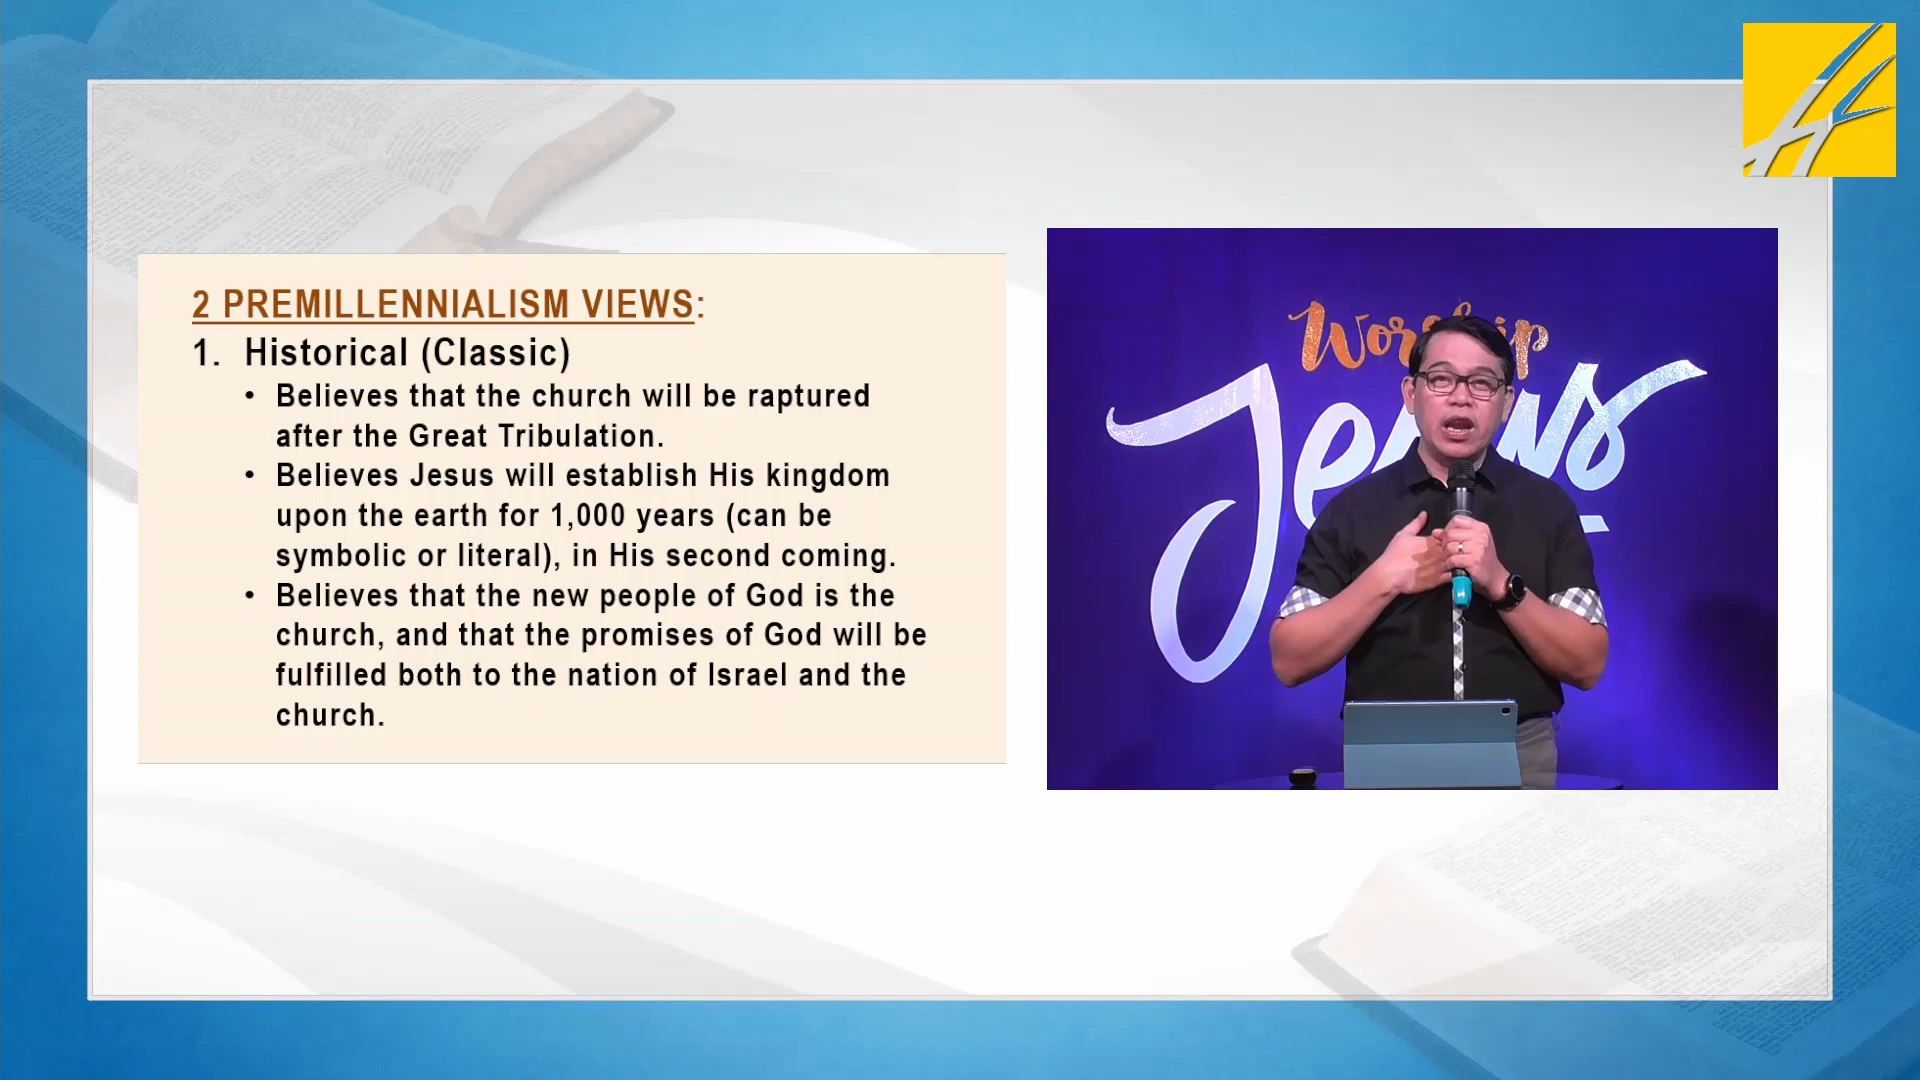 2 PREMILLENNIALISM VIEWS:
1. Historical (Classic)
• Believes that the church will be raptured
after the Great Tribulation.
• Believes Jesus will establish His kingdom
upon the earth for 1,000 years (can be
symbolic or literal), in His second coming.
• Believes that the new people of God is the
church, and that the promises of God will be
fulfilled both to the nation of Israel and the
church.
Worship
Jesus